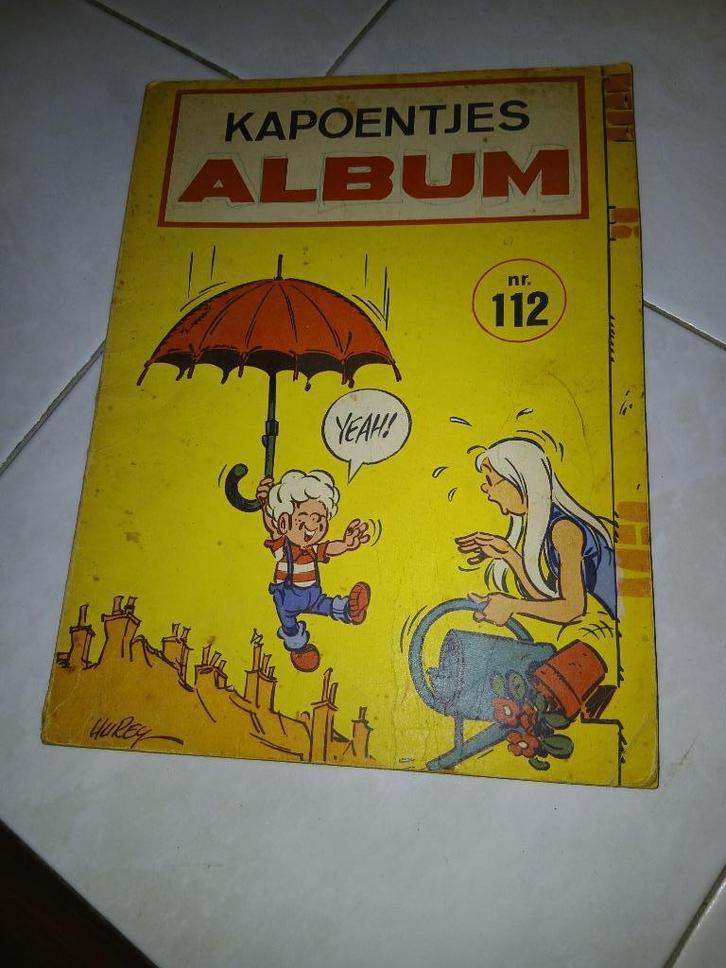 KAPOENTJES
ALBUM
nr.
112
YEAH!
HUREY